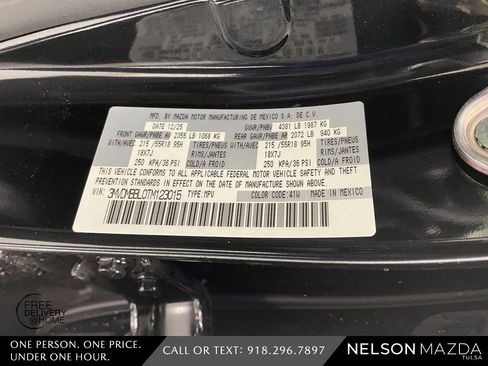 MFD. BY MAZDA MOTOR MANUFACTURING DE MEXICO S.A. DE C.V.
DATE 12/25 GVWR/PNBV 4381 LB 1987 KG
FRONT GAWR/PNBE AV 2355 LB 1068 KG REAR GAWR/PNBE AR 2072 LB 940 KG
WITH/AVEC 215/55R18 95H TIRES/PNEUS WITH/AVEC 215/55R18 95H TIRES/PNEUS
18X7J RIMS/JANTES 18X7J RIMS/JANTES
250 KPA/36 PSI COLD/A FROID 250 KPA/36 PSI COLD/A FROID
THIS VEHICLE CONFORMS TO ALL APPLICABLE FEDERAL MOTOR VEHICLE SAFETY AND THEFT
PREVENTION STANDARDS IN EFFECT ON THE DATE OF MANUFACTURE SHOWN ABOVE.
VIN: 3MVDMBBL0TM123015 TYPE:MPV COLOR CODE:41W MADE IN MEXICO
FREE
DELIVERY
@HOME
ONE PERSON. ONE PRICE.
UNDER ONE HOUR.
CALL OR TEXT: 918.296.7897
NELSON MAZDA
TULSA